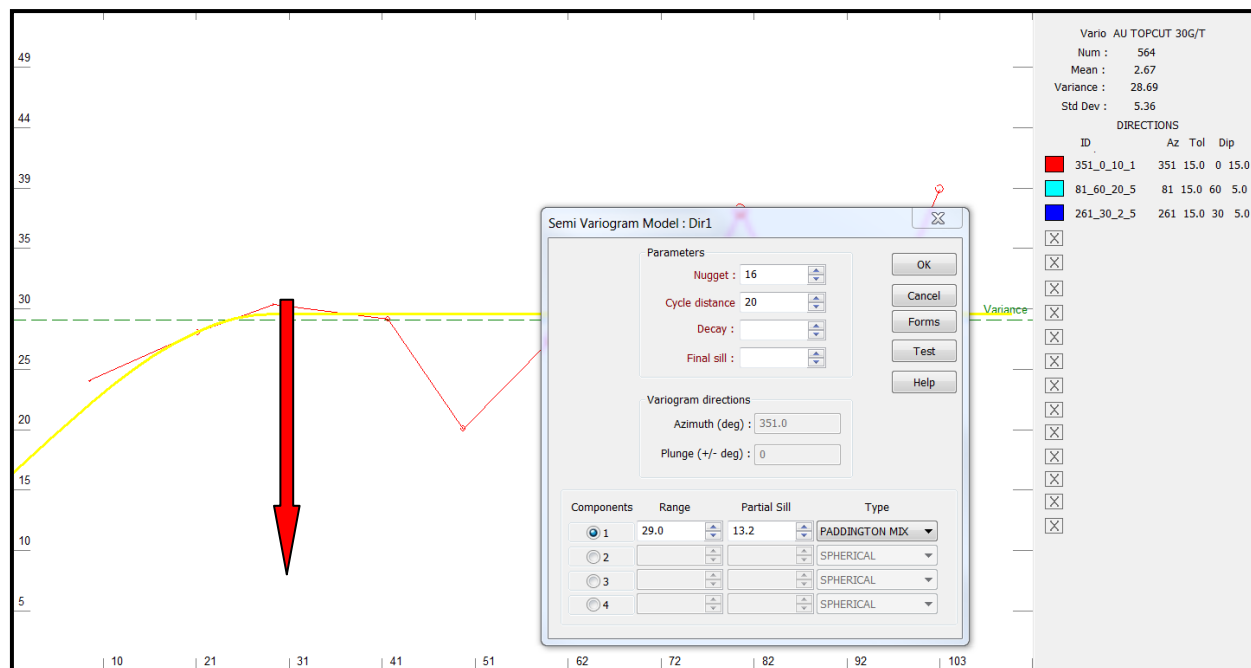 49
44
39
35
30
25
20
15
10
5
10 21 31 41 51 62 72 82 92 103
Variance
Vario AU TOPCUT 30G/T
Num : 564
Mean : 2.67
Variance : 28.69
Std Dev : 5.36
DIRECTIONS
ID Az Tol Dip
351_0_10_1 351 15.0 0 15.0
81_60_20_5 81 15.0 60 5.0
261_30_2_5 261 15.0 30 5.0
Semi Variogram Model : Dir1
Parameters
Nugget : 16
Cycle distance 20
Decay :
Final sill :
OK
Cancel
Forms
Test
Help
Variogram directions
Azimuth (deg) : 351.0
Plunge (+/- deg) : 0
Components Range Partial Sill Type
1 29.0 13.2 PADDINGTON MIX
2 SPHERICAL
3 SPHERICAL
4 SPHERICAL